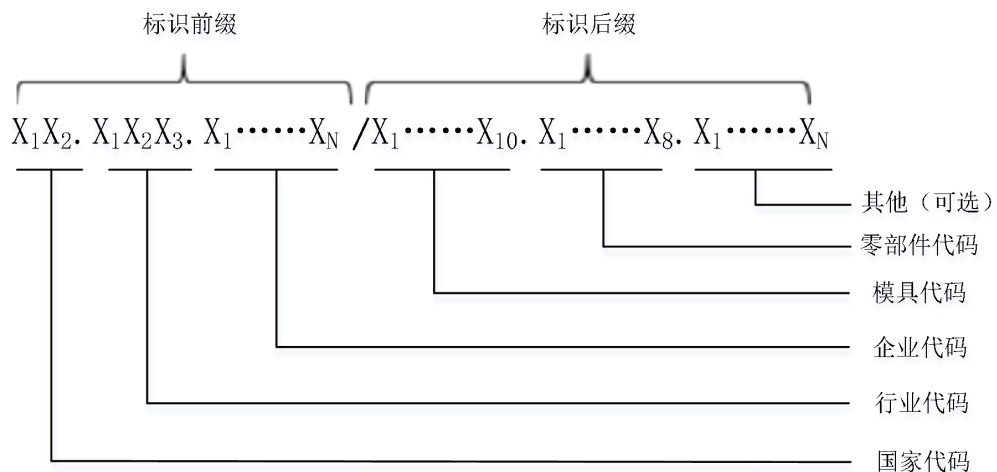 标识前缀 标识后缀
X₁X₂. X₁X₂X₃. X₁……X_N /X₁……X₁₀. X₁……X₈. X₁……X_N
其他（可选）
零部件代码
模具代码
企业代码
行业代码
国家代码